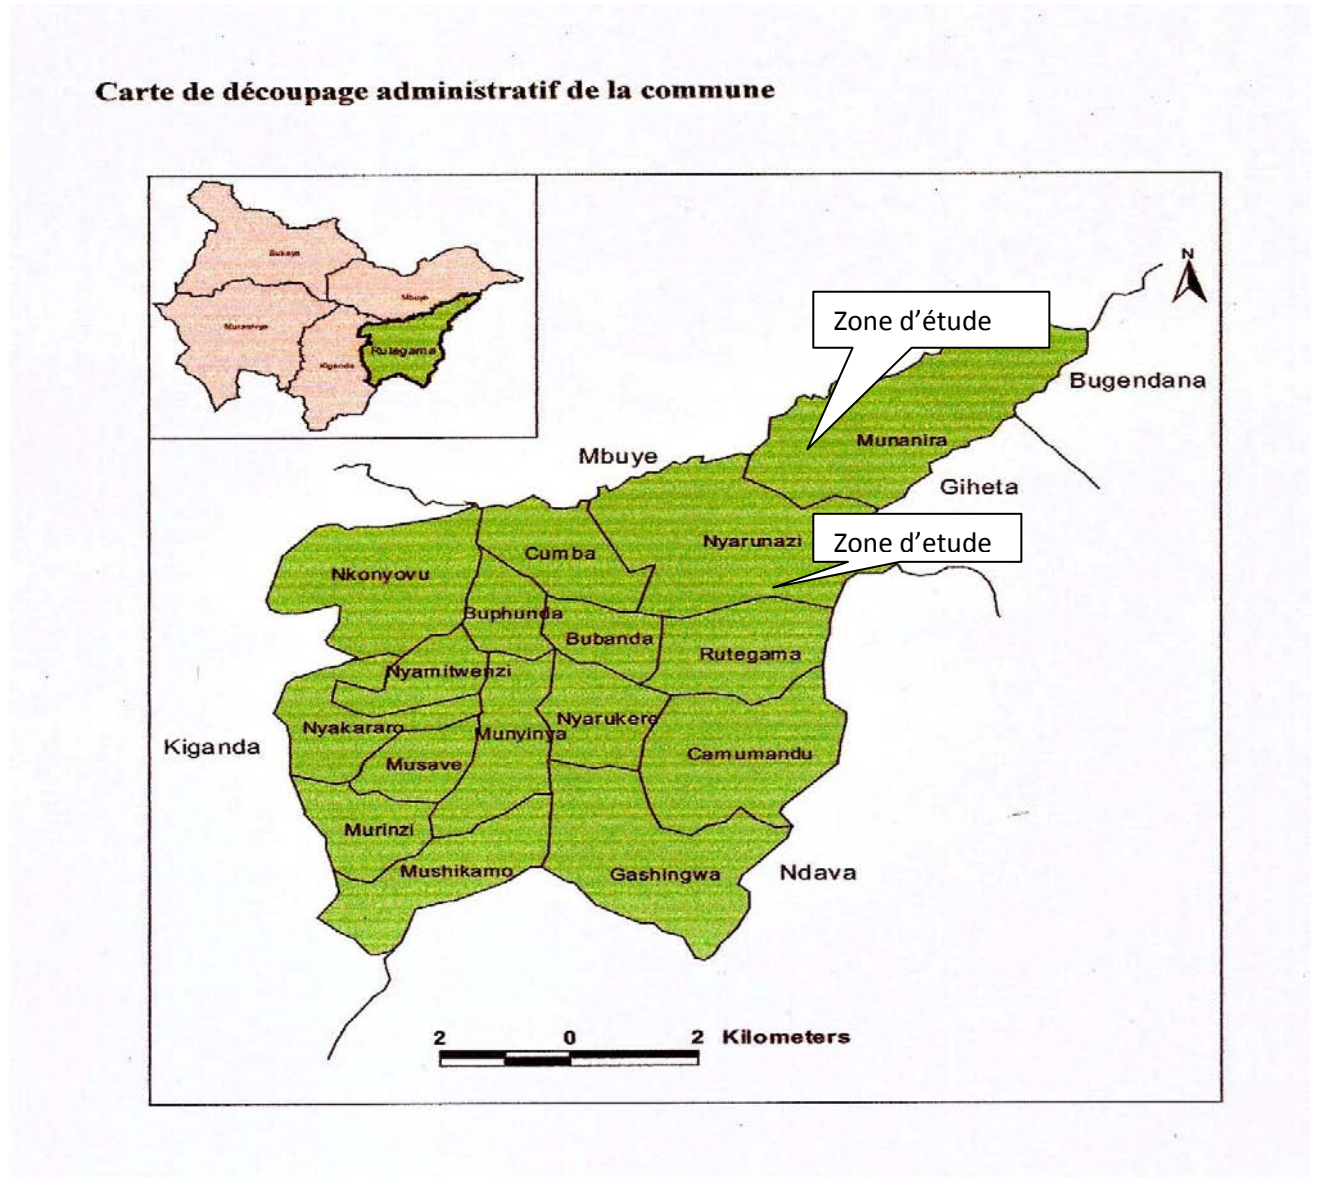 Carte de découpage administratif de la commune
Bukeye
Mbuye
Muramvya
Rutegama
Kiganda
N
Zone d'étude
Bugendana
Munanira
Mbuye
Giheta
Nyarunazi
Zone d'etude
Cumba
Nkonyovu
Buphunda
Bubanda
Rutegama
Nyamitwenzi
Nyakararo
Nyarukere
Munyinya
Kiganda
Camumandu
Musave
Murinzi
Mushikamo
Gashingwa
Ndava
2 0 2 Kilometers